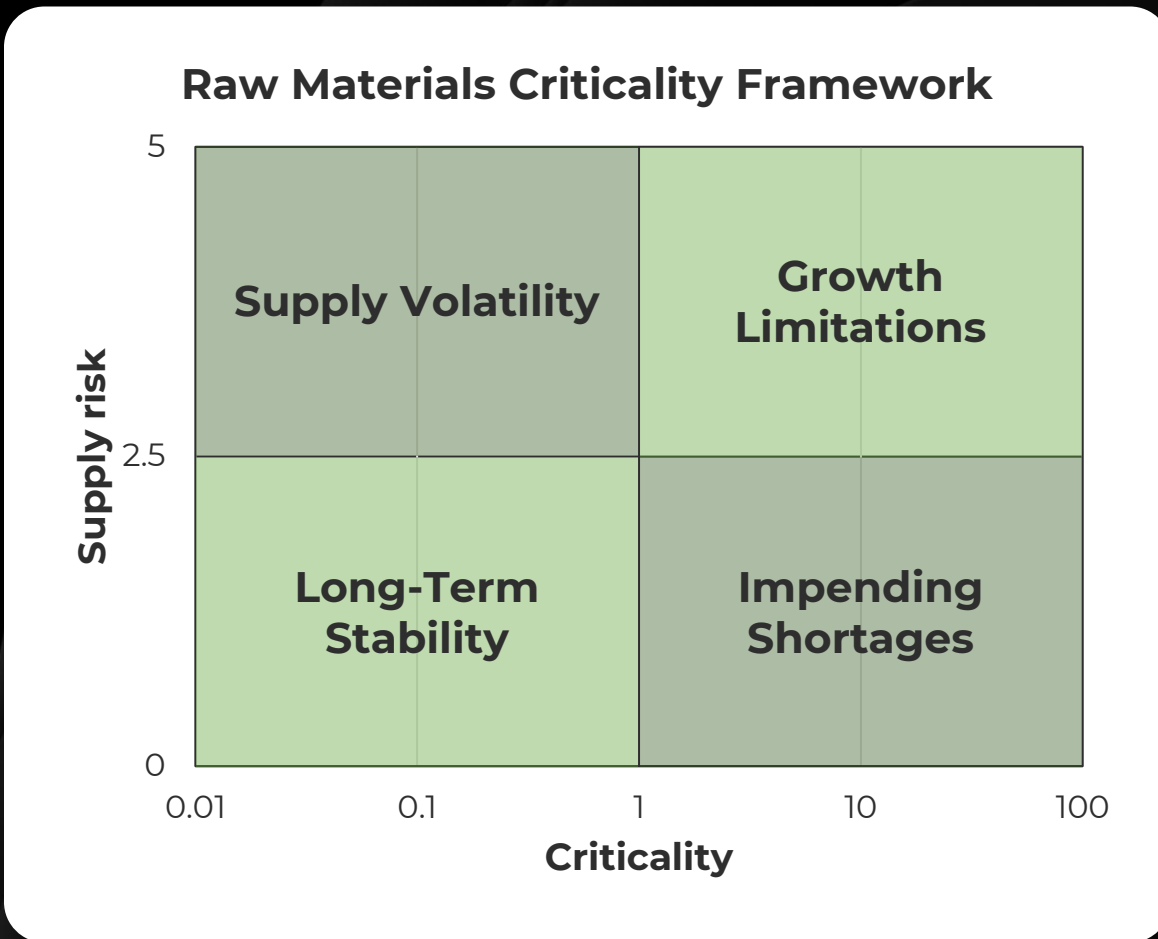 Raw Materials Criticality Framework
5
Supply Volatility
Growth
Limitations
Supply risk
2.5
Long-Term
Stability
Impending
Shortages
0
0.01
0.1
1
10
100
Criticality